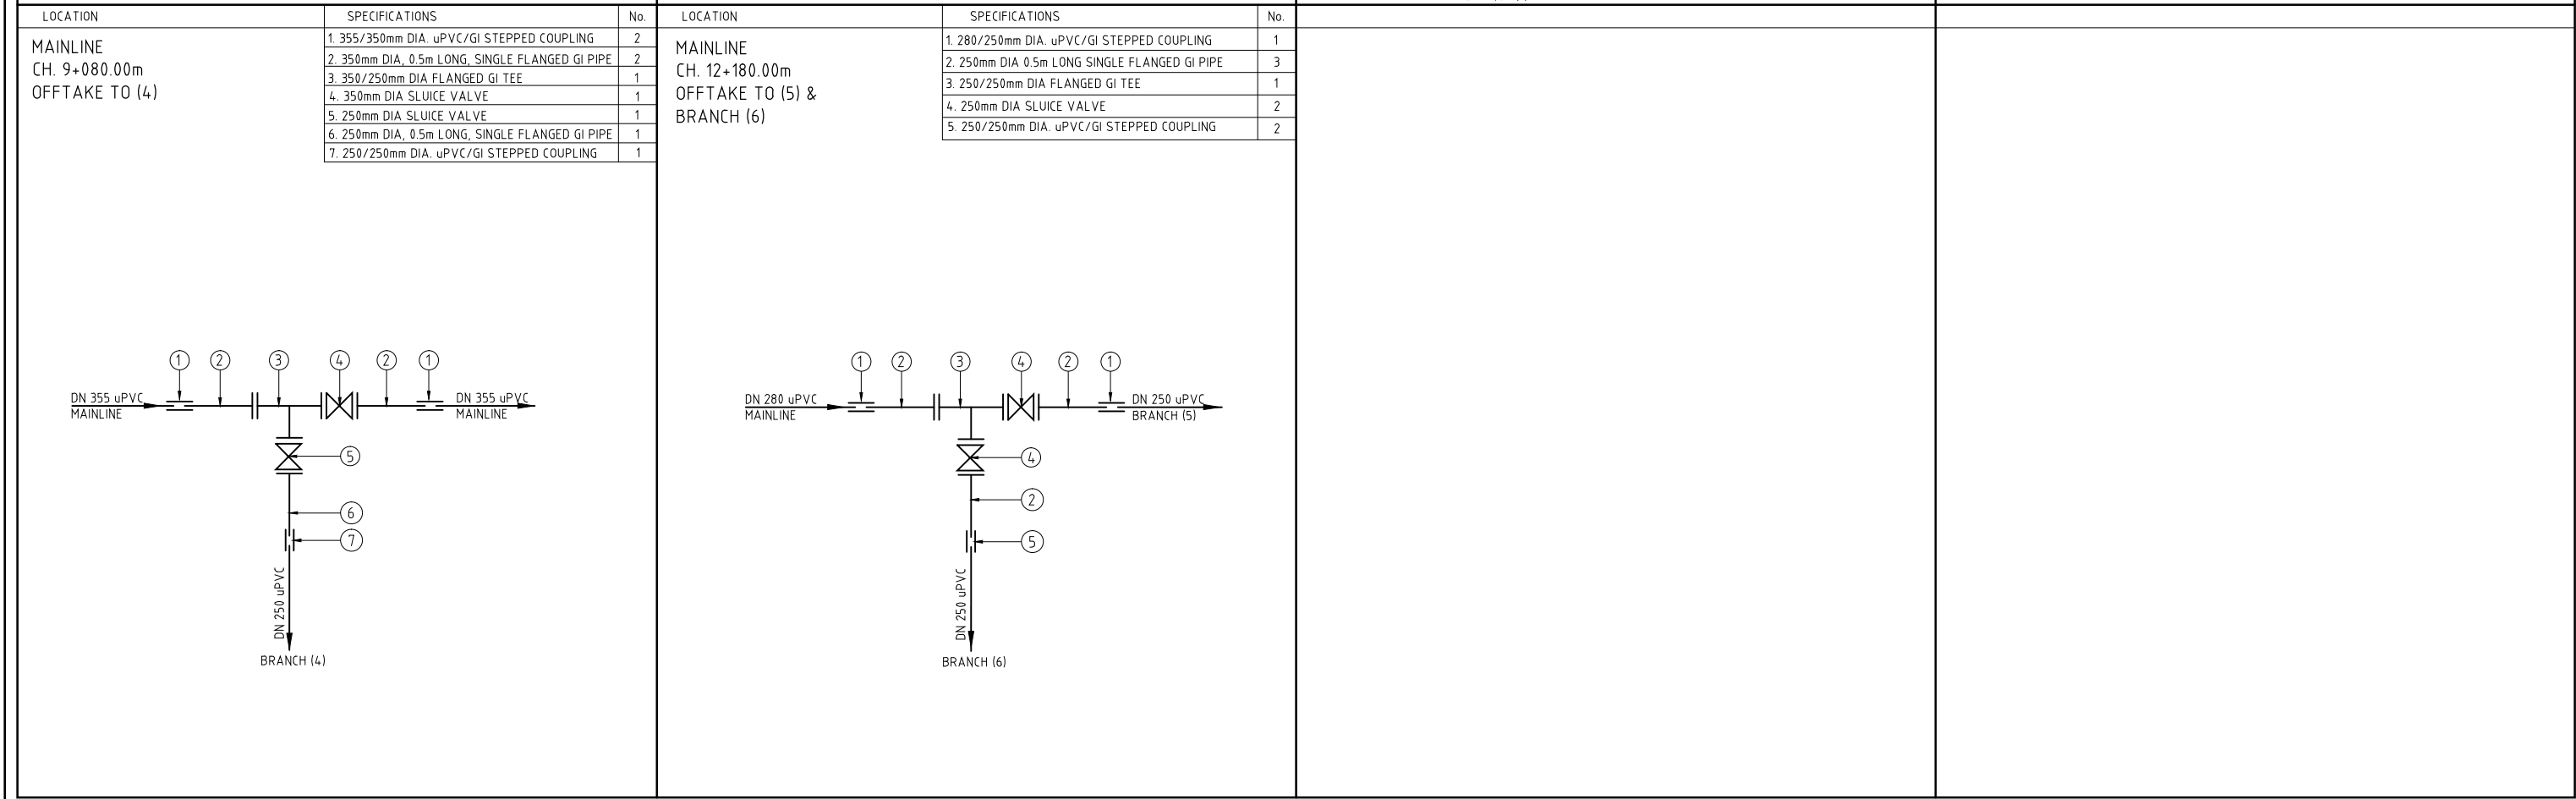 LOCATION SPECIFICATIONS No.
MAINLINE
CH. 9+080.00m
OFFTAKE TO (4)
1. 355/350mm DIA. uPVC/GI STEPPED COUPLING 2
2. 350mm DIA, 0.5m LONG, SINGLE FLANGED GI PIPE 2
3. 350/250mm DIA FLANGED GI TEE 1
4. 350mm DIA SLUICE VALVE 1
5. 250mm DIA SLUICE VALVE 1
6. 250mm DIA, 0.5m LONG, SINGLE FLANGED GI PIPE 1
7. 250/250mm DIA. uPVC/GI STEPPED COUPLING 1
1 2 3 4 2 1
DN 355 uPVC
MAINLINE
DN 355 uPVC
MAINLINE
5
6
7
DN 250 uPVC
BRANCH (4)
LOCATION SPECIFICATIONS No.
MAINLINE
CH. 12+180.00m
OFFTAKE TO (5) &
BRANCH (6)
1. 280/250mm DIA. uPVC/GI STEPPED COUPLING 1
2. 250mm DIA 0.5m LONG SINGLE FLANGED GI PIPE 3
3. 250/250mm DIA FLANGED GI TEE 1
4. 250mm DIA SLUICE VALVE 2
5. 250/250mm DIA. uPVC/GI STEPPED COUPLING 2
1 2 3 4 2 1
DN 280 uPVC
MAINLINE
DN 250 uPVC
BRANCH (5)
4
2
5
DN 250 uPVC
BRANCH (6)